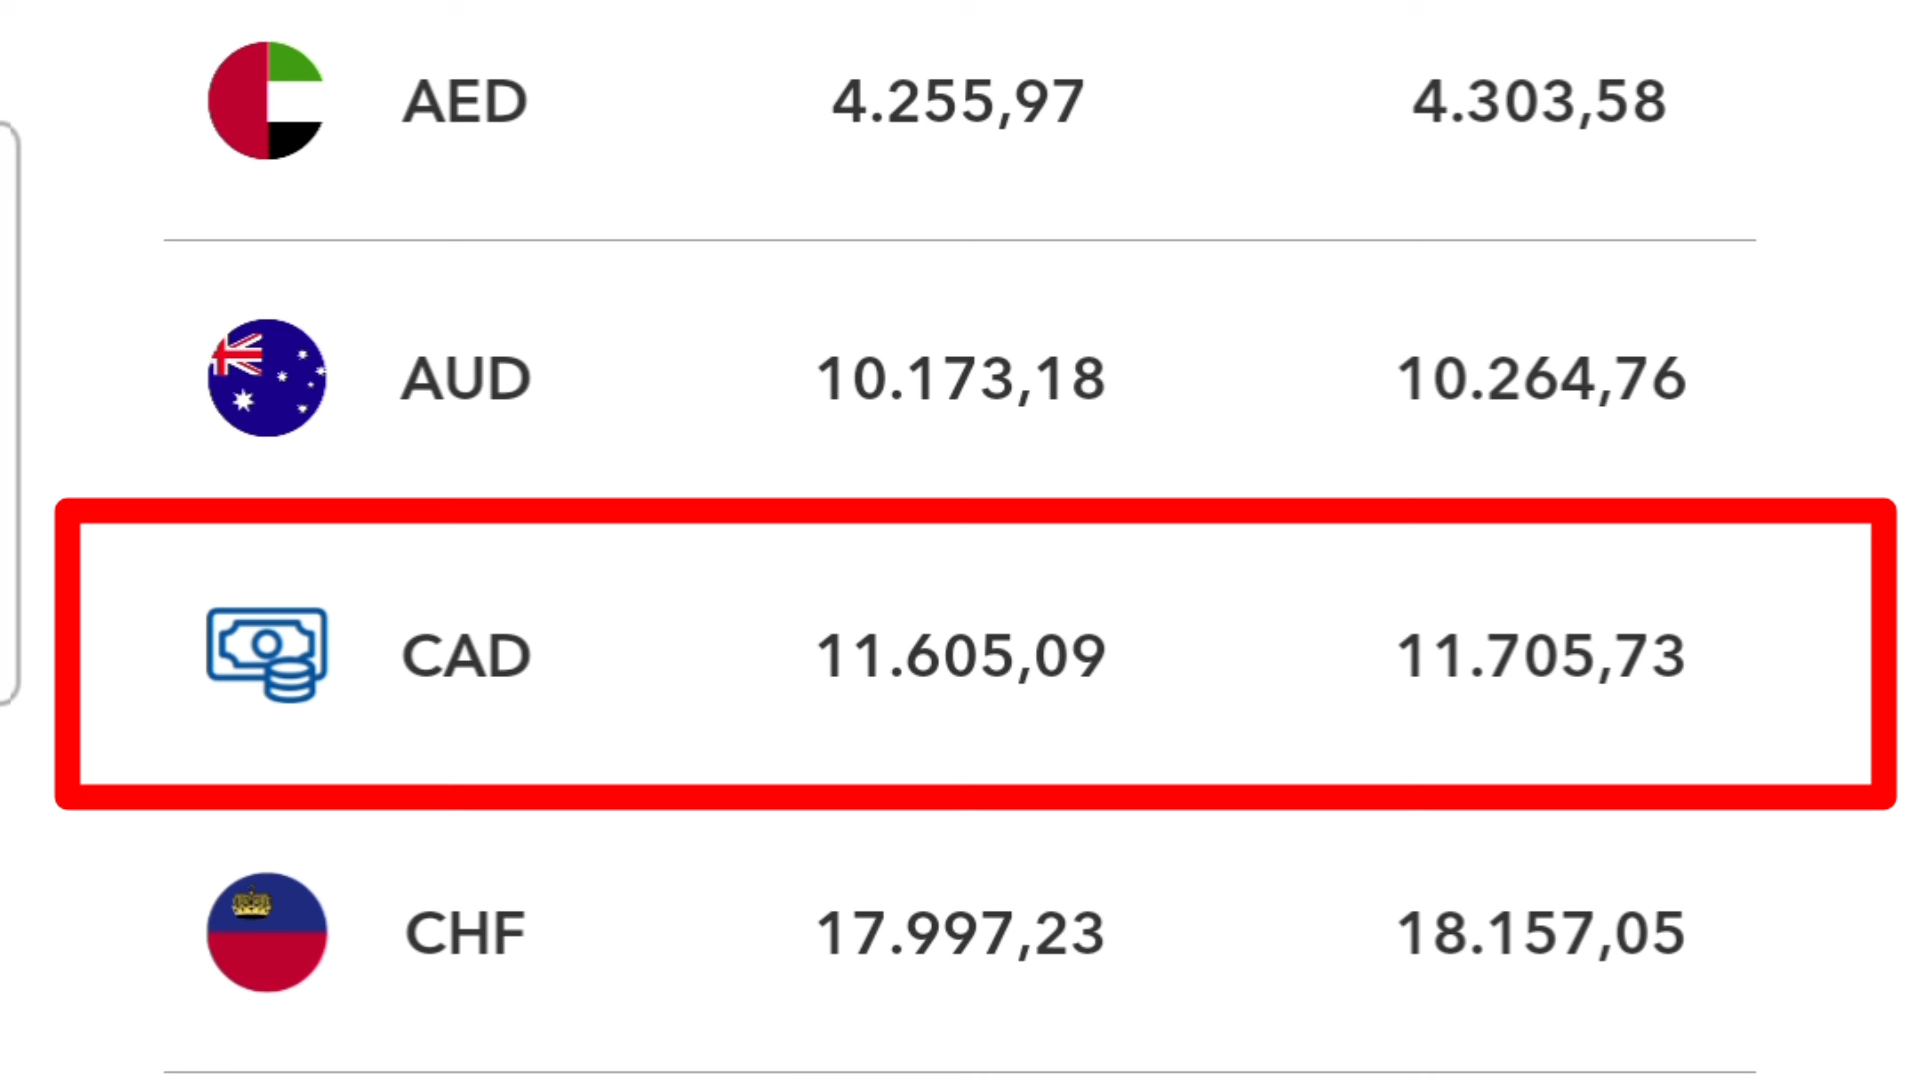 AED 4.255,97 4.303,58
AUD 10.173,18 10.264,76
CAD 11.605,09 11.705,73
CHF 17.997,23 18.157,05